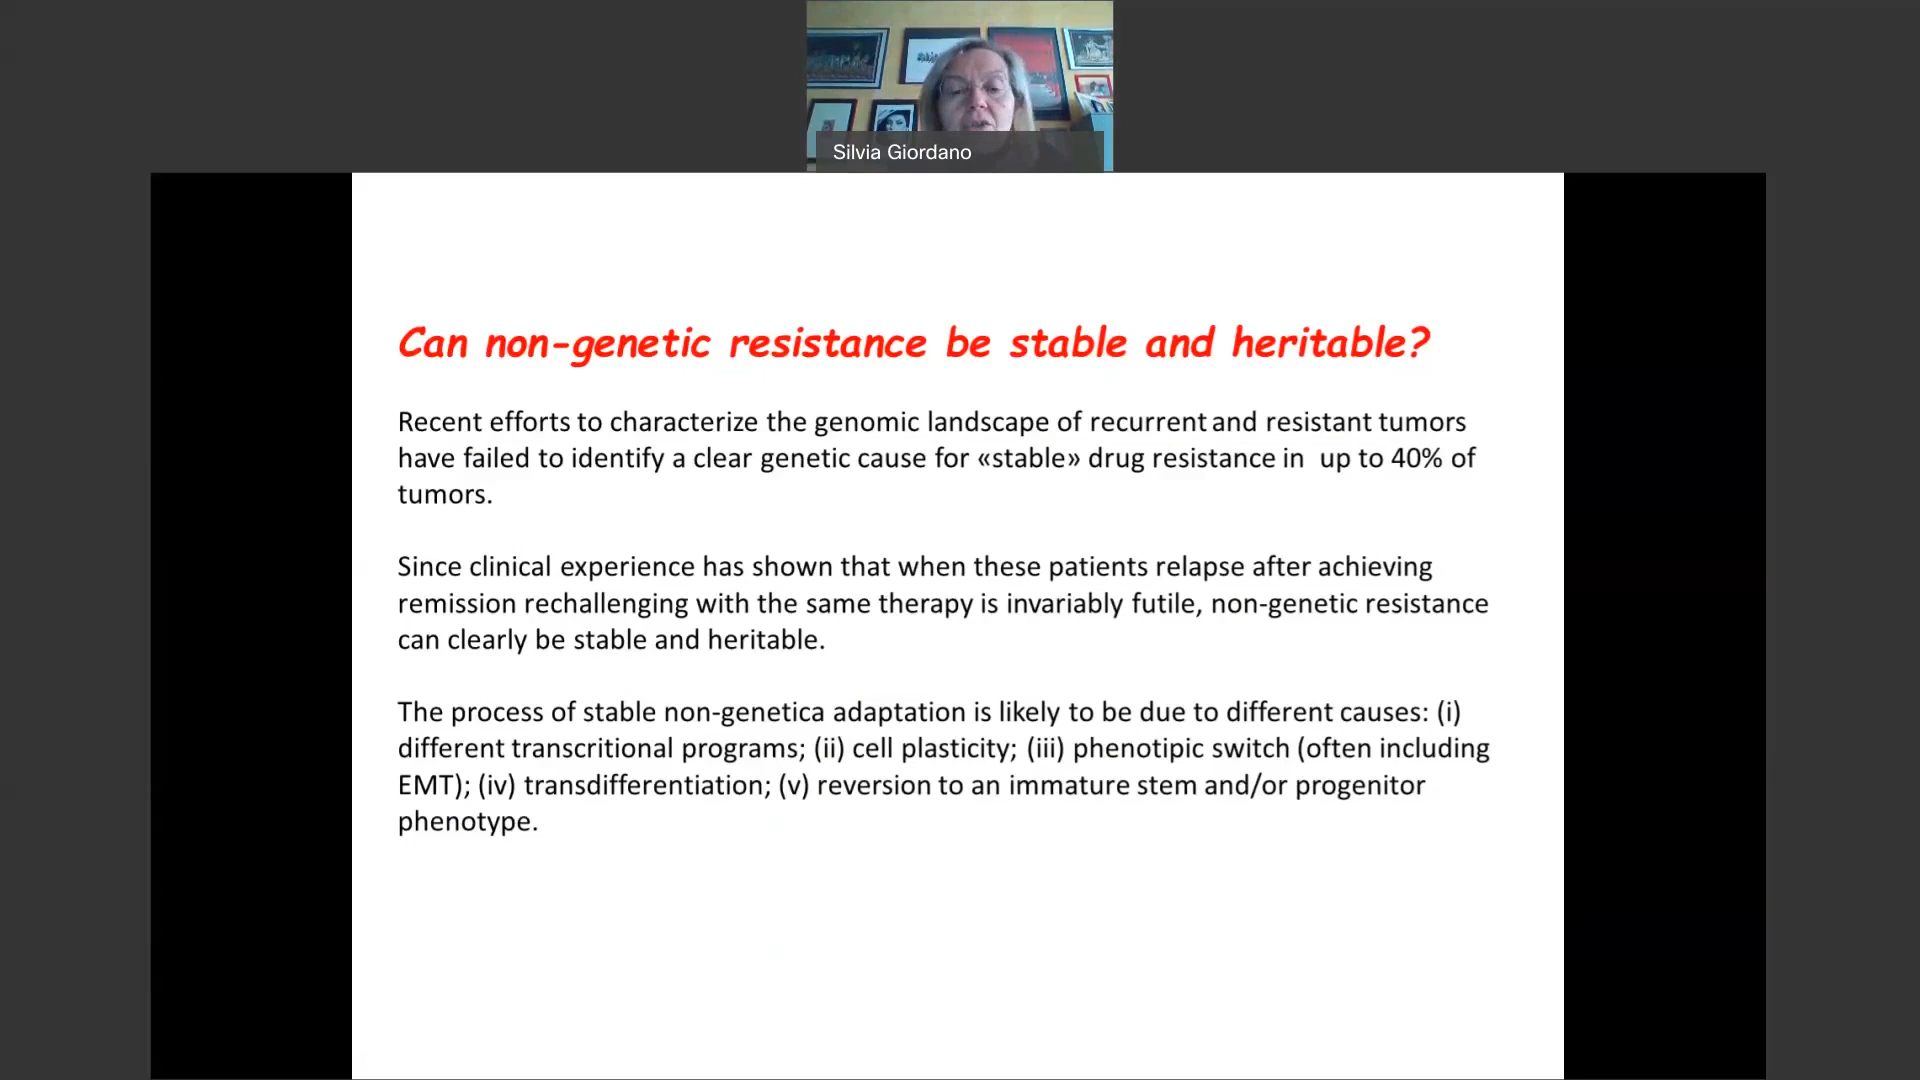 Silvia Giordano
Can non-genetic resistance be stable and heritable?
Recent efforts to characterize the genomic landscape of recurrent and resistant tumors
have failed to identify a clear genetic cause for «stable» drug resistance in up to 40% of
tumors.
Since clinical experience has shown that when these patients relapse after achieving
remission rechallenging with the same therapy is invariably futile, non-genetic resistance
can clearly be stable and heritable.
The process of stable non-genetica adaptation is likely to be due to different causes: (i)
different transcritional programs; (ii) cell plasticity; (iii) phenotipic switch (often including
EMT); (iv) transdifferentiation; (v) reversion to an immature stem and/or progenitor
phenotype.